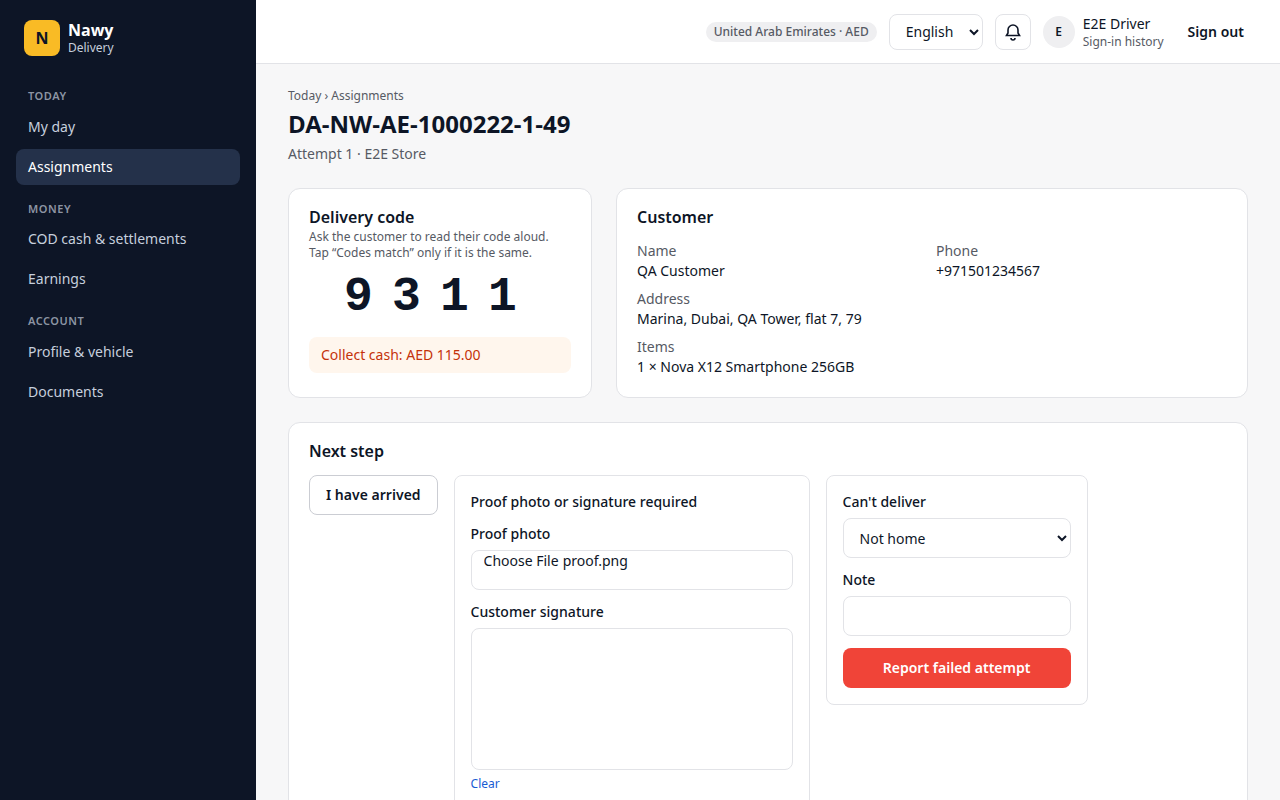 N
Nawy
Delivery
United Arab Emirates · AED
English
E
E2E Driver
Sign-in history
Sign out
TODAY
My day
Assignments
MONEY
COD cash & settlements
Earnings
ACCOUNT
Profile & vehicle
Documents
Today › Assignments
DA-NW-AE-1000222-1-49
Attempt 1 · E2E Store
Delivery code
Ask the customer to read their code aloud.
Tap “Codes match” only if it is the same.
9 3 1 1
Collect cash: AED 115.00
Customer
Name
QA Customer
Phone
+971501234567
Address
Marina, Dubai, QA Tower, flat 7, 79
Items
1 × Nova X12 Smartphone 256GB
Next step
I have arrived
Proof photo or signature required
Proof photo
Choose File proof.png
Customer signature
Clear
Can't deliver
Not home
Note
Report failed attempt